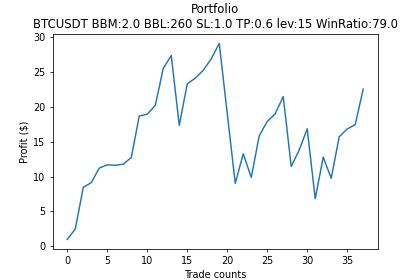 Portfolio
BTCUSDT BBM:2.0 BBL:260 SL:1.0 TP:0.6 lev:15 WinRatio:79.0
30
25
20
15
10
5
0
Profit ($)
0 5 10 15 20 25 30 35
Trade counts